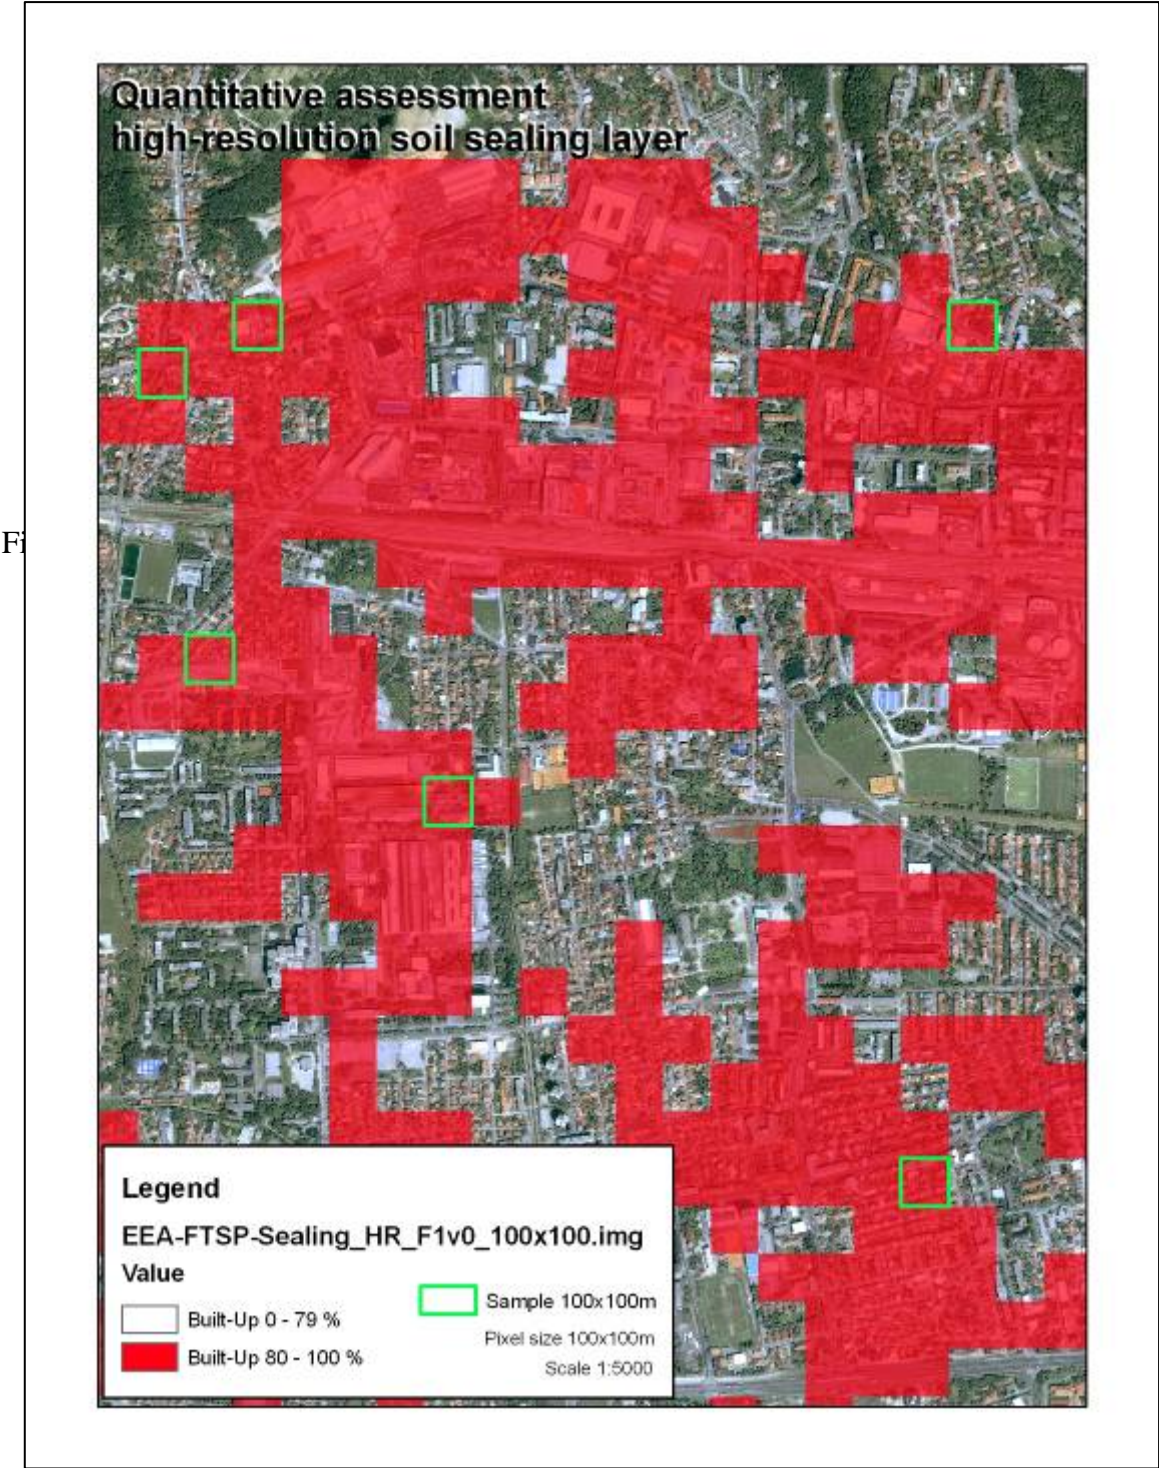 Quantitative assessment
high-resolution soil sealing layer
Fi
Legend
EEA-FTSP-Sealing_HR_F1v0_100x100.img
Value
Built-Up 0 - 79 %
Built-Up 80 - 100 %
Sample 100x100m
Pixel size 100x100m
Scale 1:5000